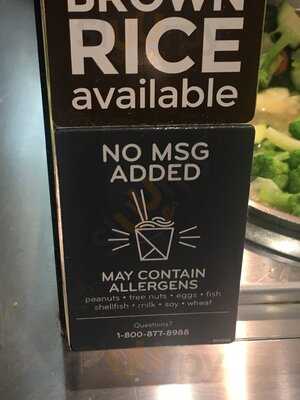 BROWN
RICE
available
NO MSG
ADDED
MAY CONTAIN
ALLERGENS
peanuts • tree nuts • eggs • fish
shellfish • milk • soy • wheat
Questions?
1-800-877-8988